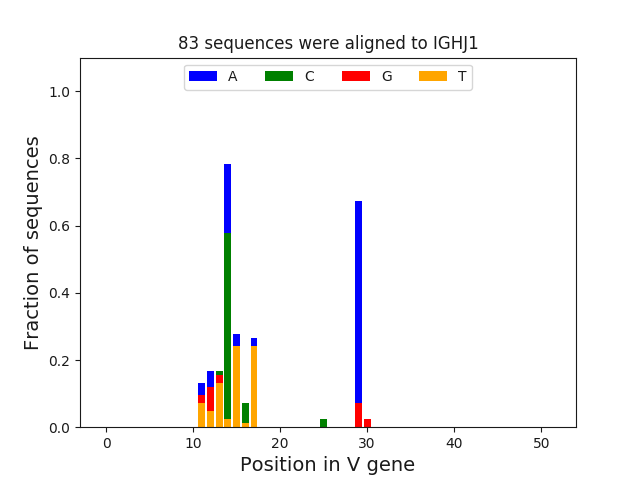 83 sequences were aligned to IGHJ1
A C G T
Fraction of sequences
1.0
0.8
0.6
0.4
0.2
0.0
0 10 20 30 40 50
Position in V gene